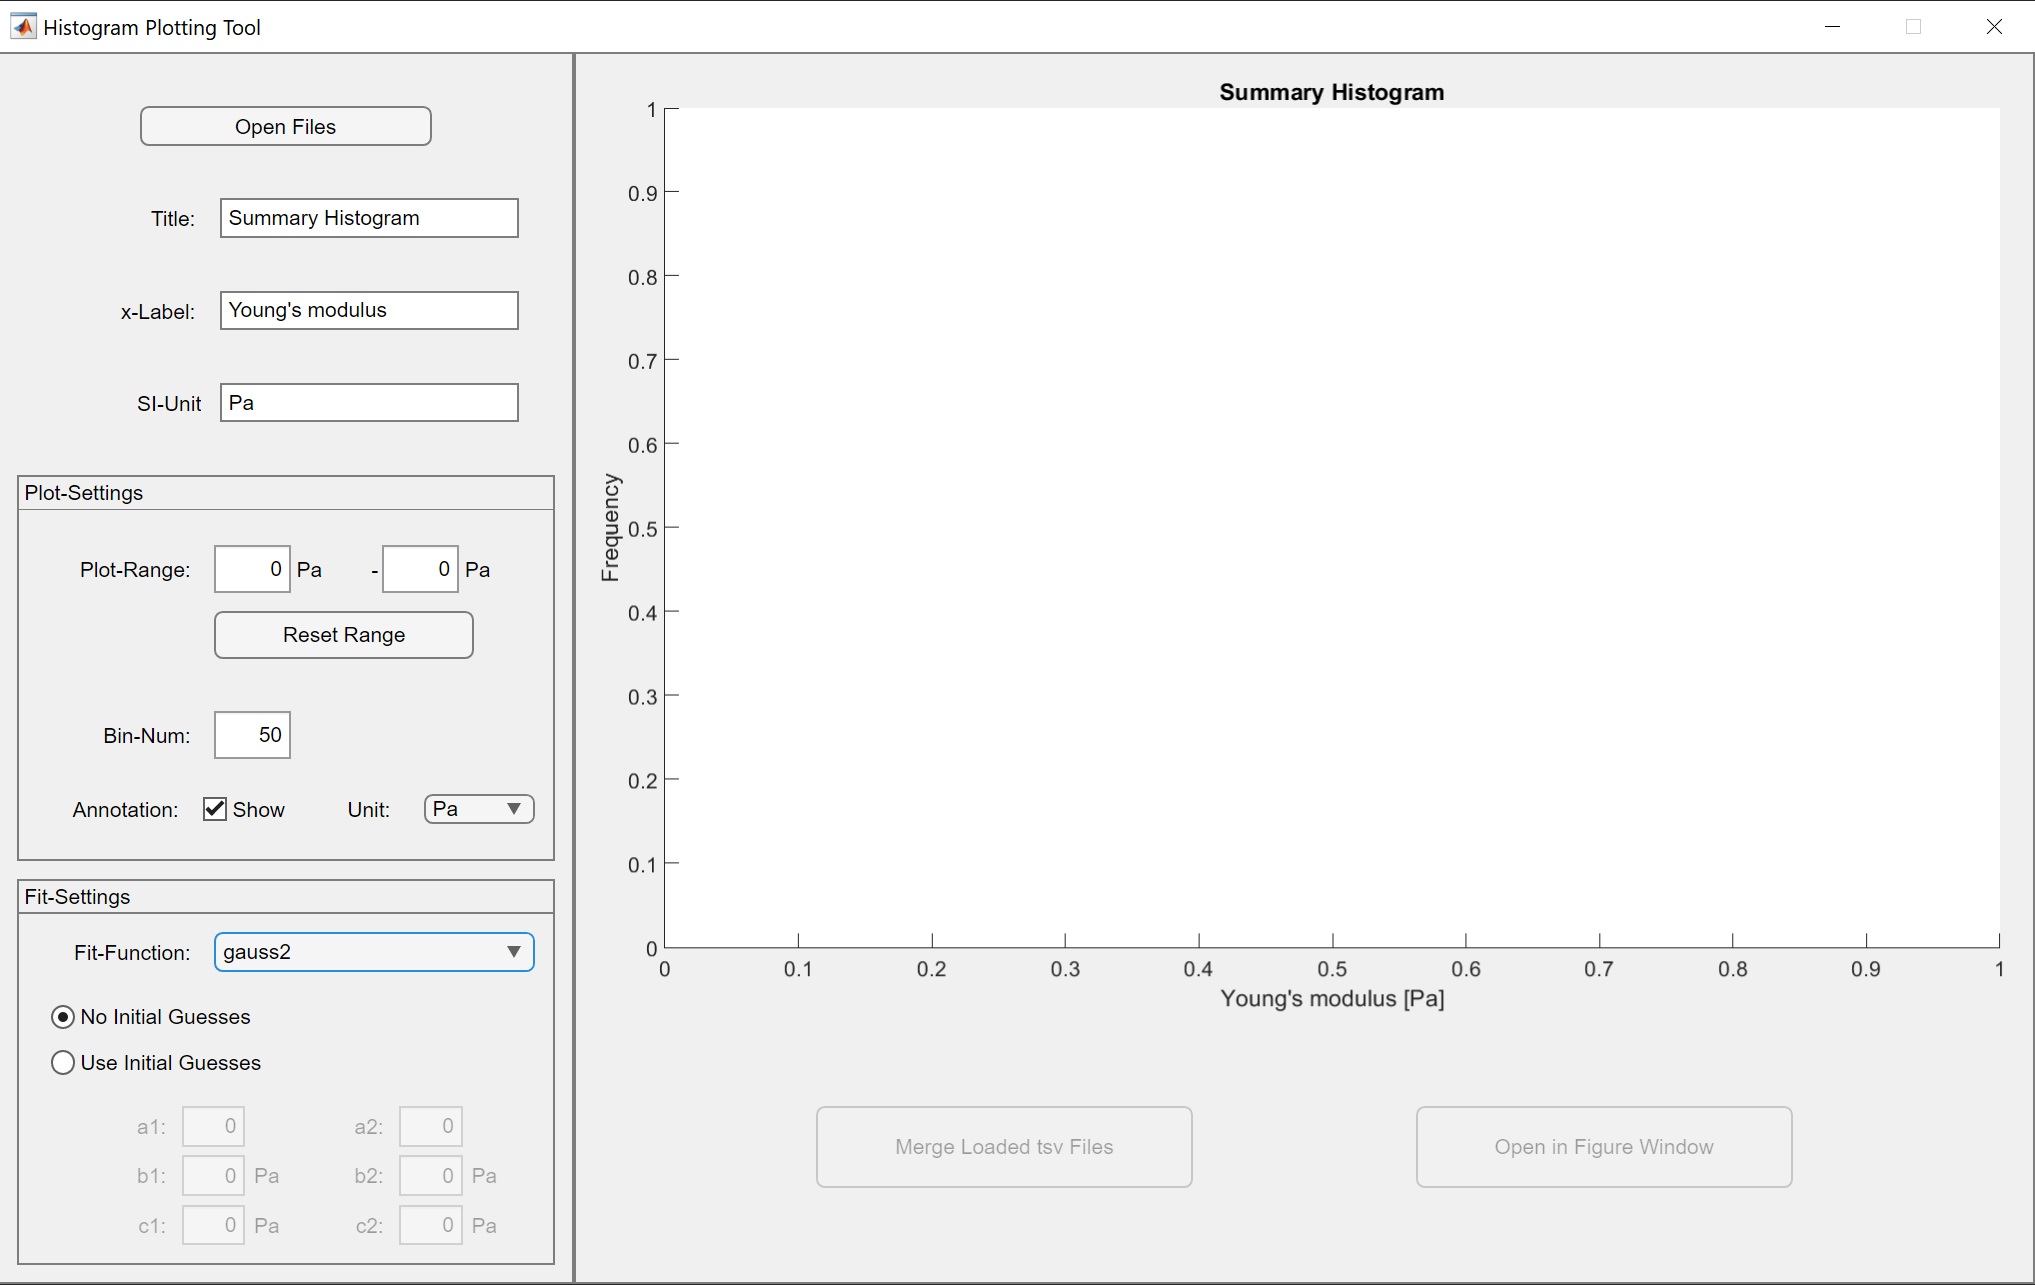 Histogram Plotting Tool
Open Files
Title: Summary Histogram
x-Label: Young's modulus
SI-Unit Pa
Plot-Settings
Plot-Range: 0 Pa - 0 Pa
Reset Range
Bin-Num: 50
Annotation: Show Unit: Pa
Fit-Settings
Fit-Function: gauss2
No Initial Guesses
Use Initial Guesses
a1: 0 a2: 0
b1: 0 Pa b2: 0 Pa
c1: 0 Pa c2: 0 Pa
Summary Histogram
1
0.9
0.8
0.7
0.6
0.5
0.4
0.3
0.2
0.1
0
Frequency
0 0.1 0.2 0.3 0.4 0.5 0.6 0.7 0.8 0.9 1
Young's modulus [Pa]
Merge Loaded tsv Files
Open in Figure Window